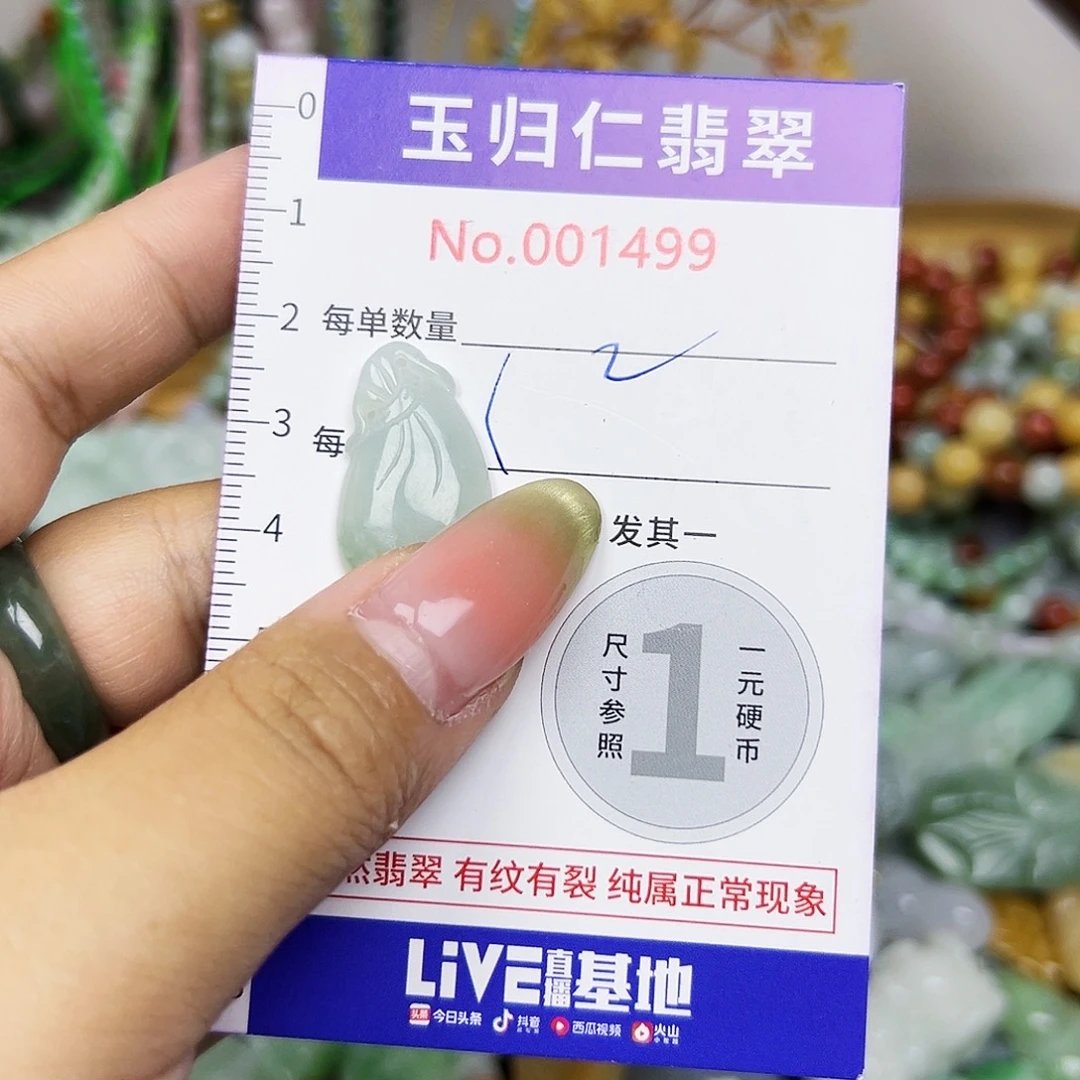 玉归仁翡翠
No.001499
0
1
2
3
4
每单数量
2
每
发其一
尺寸参照
1
一元硬币
然翡翠 有纹有裂 纯属正常现象
LiVE直播基地
头条 今日头条 抖音 西瓜视频 火山